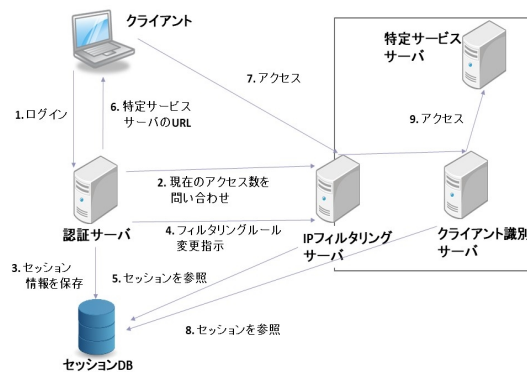 クライアント
特定サービス
サーバ
7.アクセス
1.ログイン
6.特定サービス
サーバのURL
9.アクセス
2.現在のアクセス数を
問い合わせ
4.フィルタリングルール
変更指示
認証サーバ
IPフィルタリング
サーバ
クライアント識別
サーバ
3.セッション
情報を保存
5.セッションを参照
8.セッションを参照
セッションDB